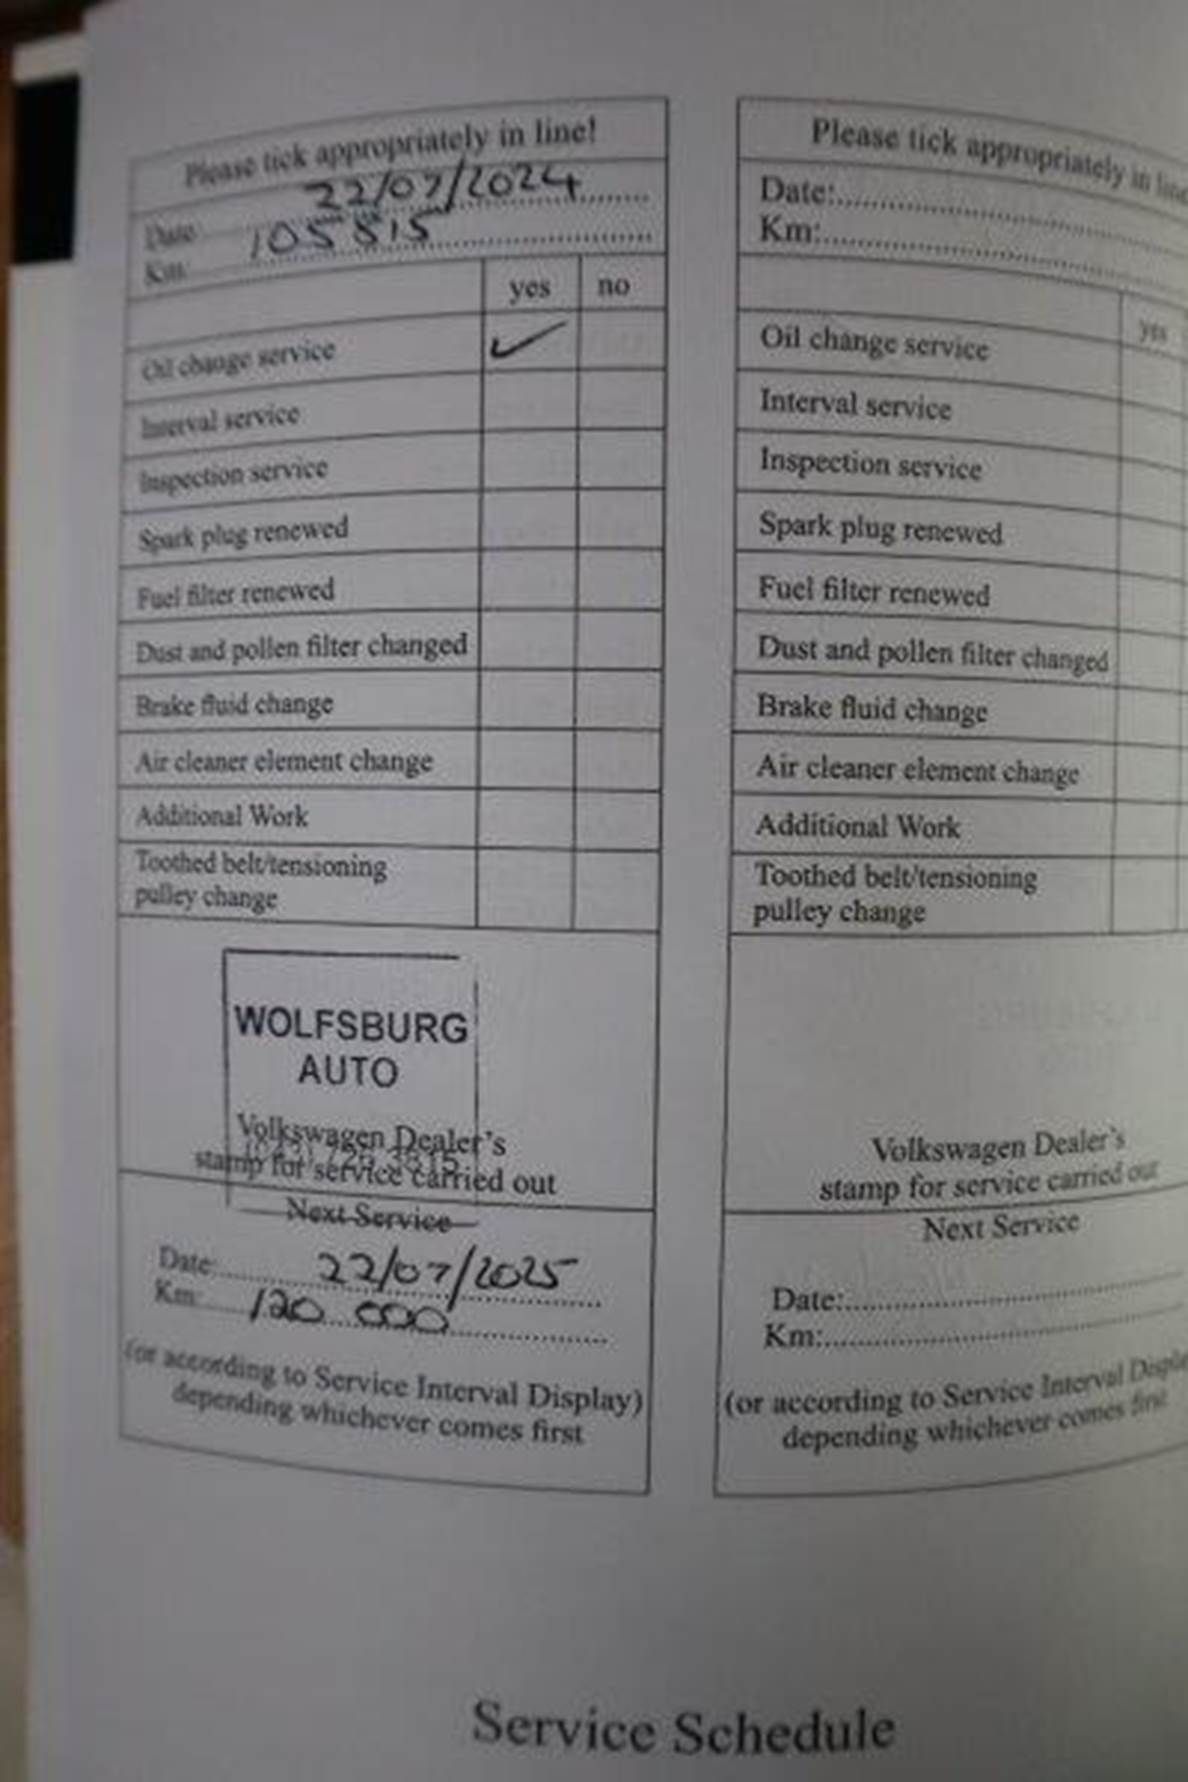 Please tick appropriately in line!
Date: 22/07/2024
Km: 105815
yes no
Oil change service ✓
Interval service
Inspection service
Spark plug renewed
Fuel filter renewed
Dust and pollen filter changed
Brake fluid change
Air cleaner element change
Additional Work
Toothed belt/tensioning
pulley change
WOLFSBURG
AUTO
Volkswagen Dealer's
stamp for service carried out
Next Service
Date: 22/07/2025
Km: 120 000
(or according to Service Interval Display)
depending whichever comes first
Please tick appropriately in line
Date:
Km:
yes
Oil change service
Interval service
Inspection service
Spark plug renewed
Fuel filter renewed
Dust and pollen filter changed
Brake fluid change
Air cleaner element change
Additional Work
Toothed belt/tensioning
pulley change
Volkswagen Dealer's
stamp for service carried out
Next Service
Date:
Km:
(or according to Service Interval Displa
depending whichever comes first
Service Schedule